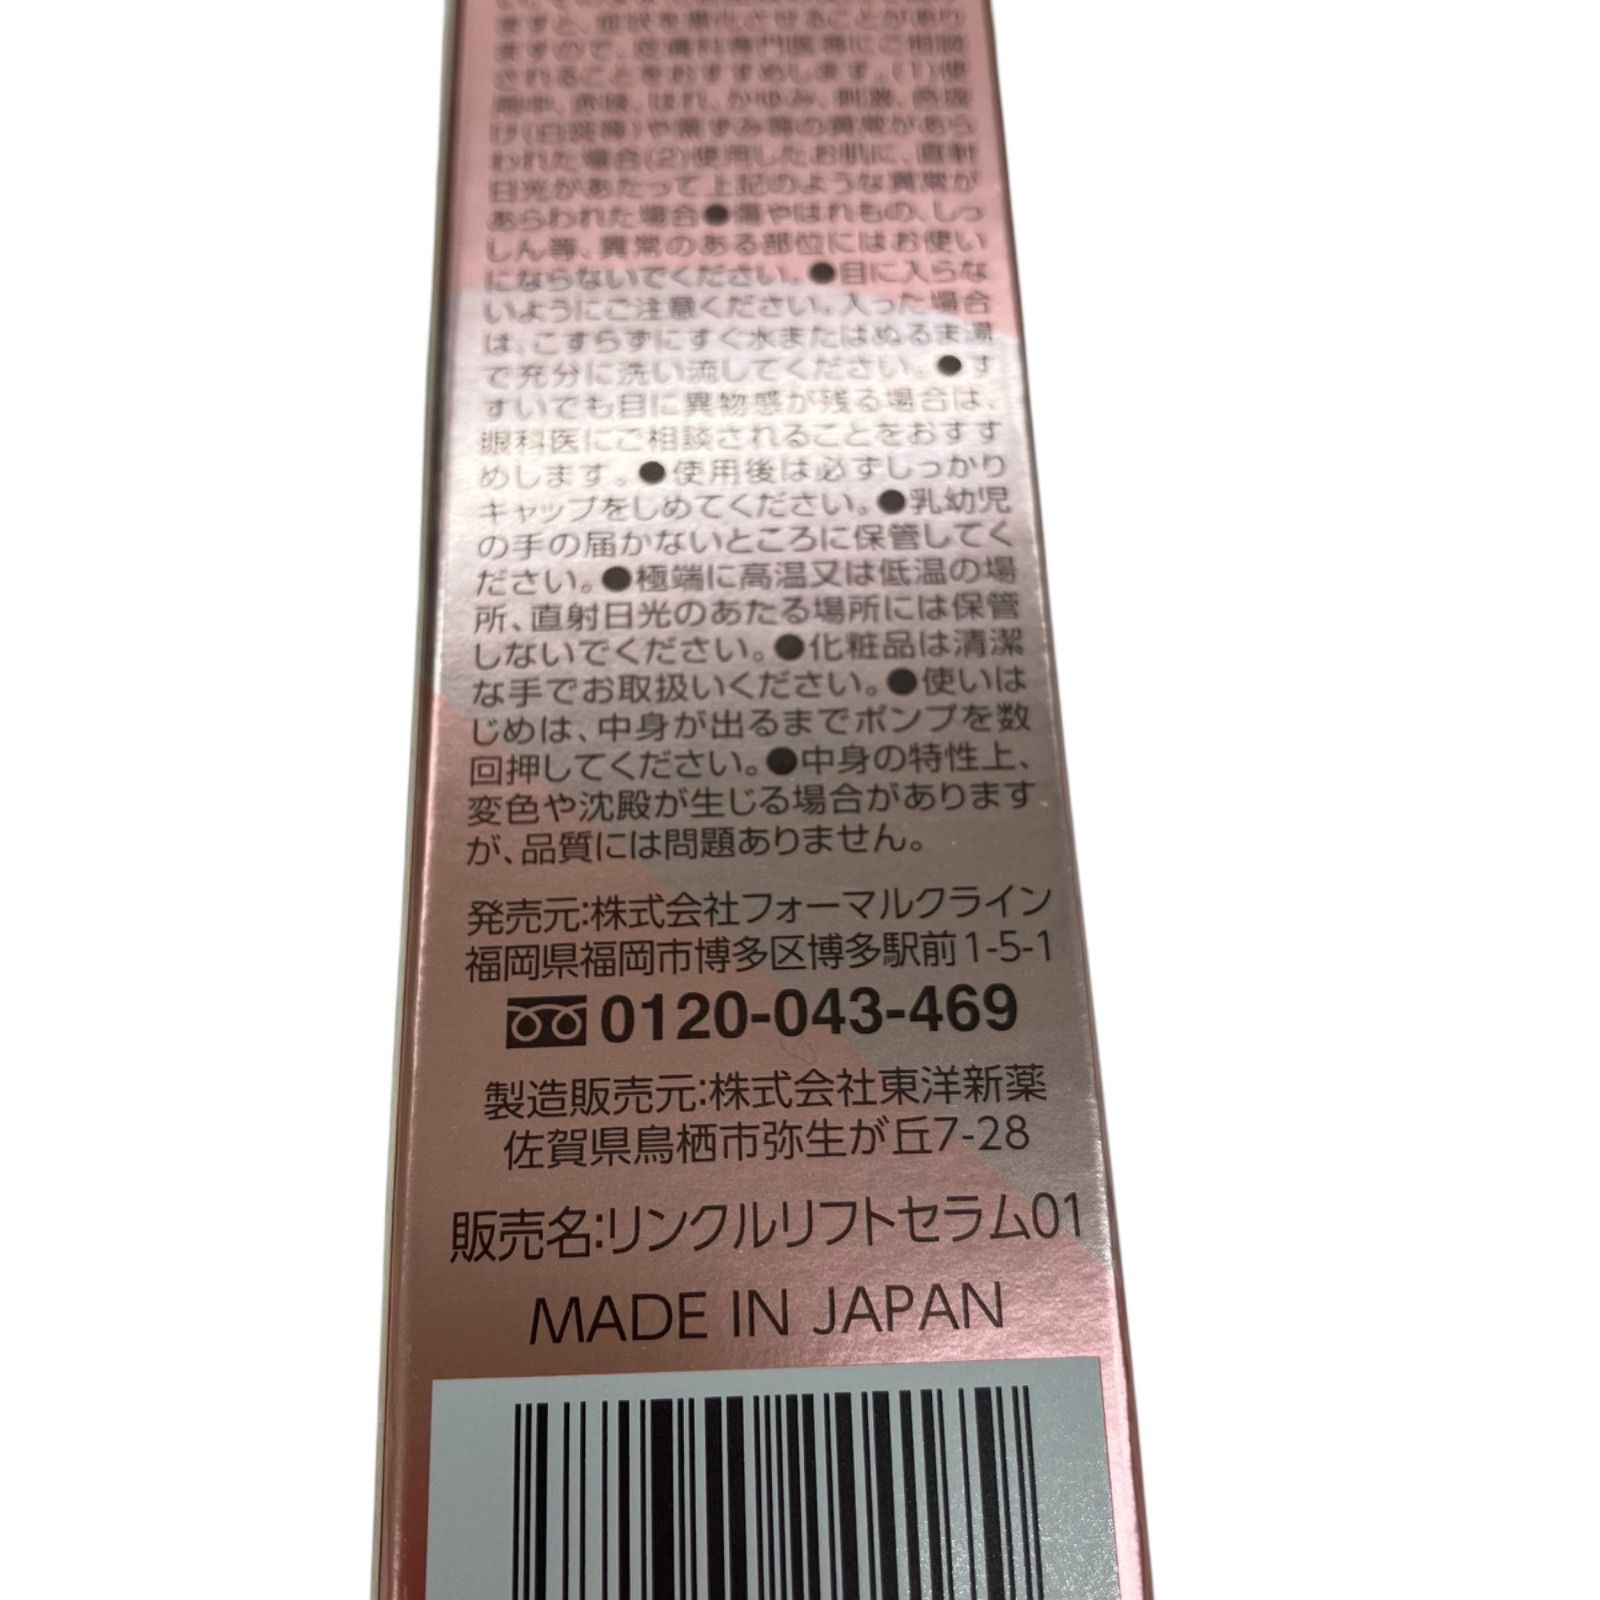 ますと、症状を悪化させることがあり
ますので、皮膚科専門医等にご相談
されることをおすすめします。(1)使
用中、赤味、はれ、かゆみ、刺激、色抜
け(白斑等)や黒ずみ等の異常があら
われた場合(2)使用したお肌に、直射
日光があたって上記のような異常が
あらわれた場合●傷やはれもの、しっ
しん等、異常のある部位にはお使い
にならないでください。●目に入らな
いようにご注意ください。入った場合
は、こすらずにすぐ水またはぬるま湯
で充分に洗い流してください。●す
すいでも目に異物感が残る場合は、
眼科医にご相談されることをおすす
めします。●使用後は必ずしっかり
キャップをしめてください。●乳幼児
の手の届かないところに保管してく
ださい。●極端に高温又は低温の場
所、直射日光のあたる場所には保管
しないでください。●化粧品は清潔
な手でお取扱いください。●使いは
じめは、中身が出るまでポンプを数
回押してください。●中身の特性上、
変色や沈殿が生じる場合があります
が、品質には問題ありません。
発売元:株式会社フォーマルクライン
福岡県福岡市博多区博多駅前1-5-1
0120-043-469
製造販売元:株式会社東洋新薬
佐賀県鳥栖市弥生が丘7-28
販売名:リンクルリフトセラム01
MADE IN JAPAN